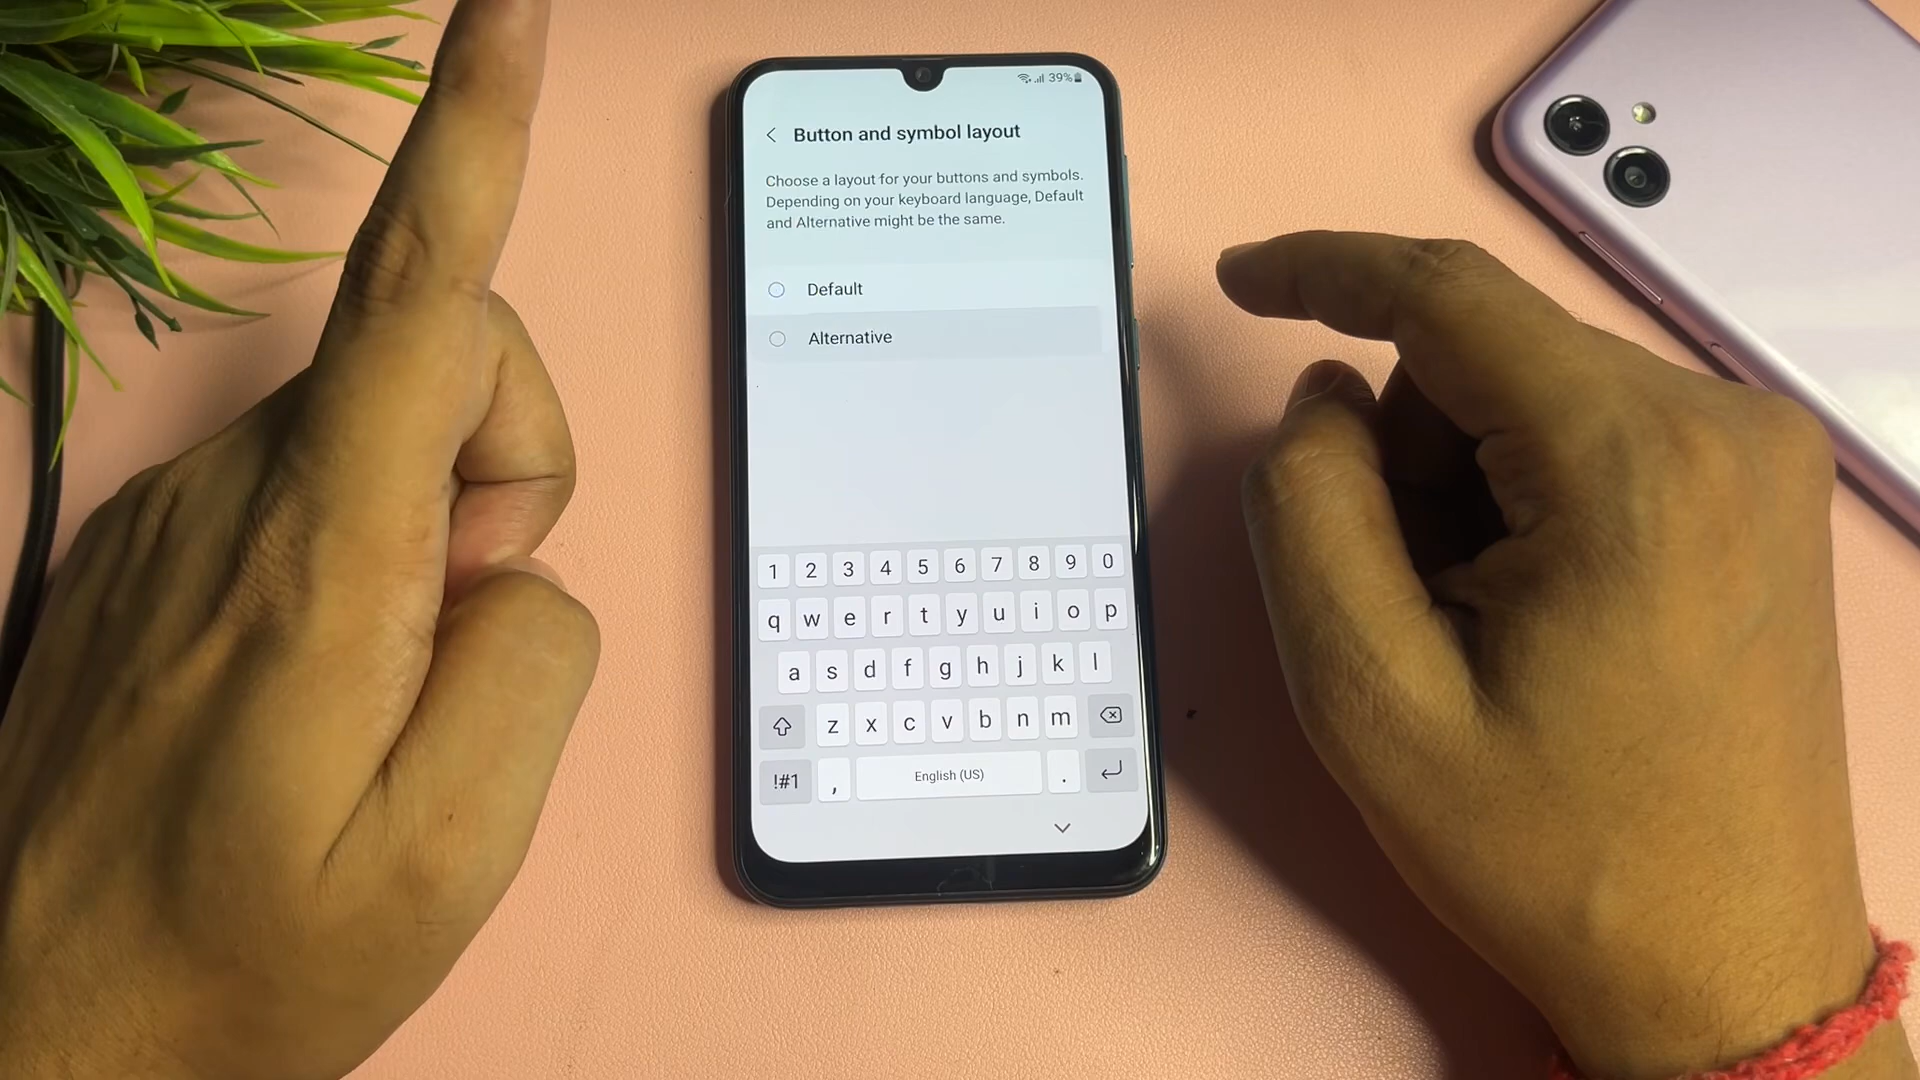 39%
Button and symbol layout
Choose a layout for your buttons and symbols.
Depending on your keyboard language, Default
and Alternative might be the same.
Default
Alternative
1 2 3 4 5 6 7 8 9 0
q w e r t y u i o p
a s d f g h j k l
z x c v b n m
!#1 , English (US) .